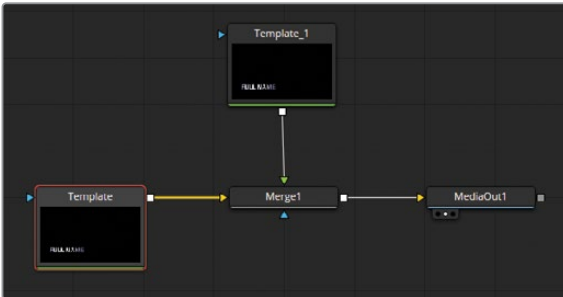 Template_1
FULL NAME
Template
Merge1
MediaOut1
FULL NAME